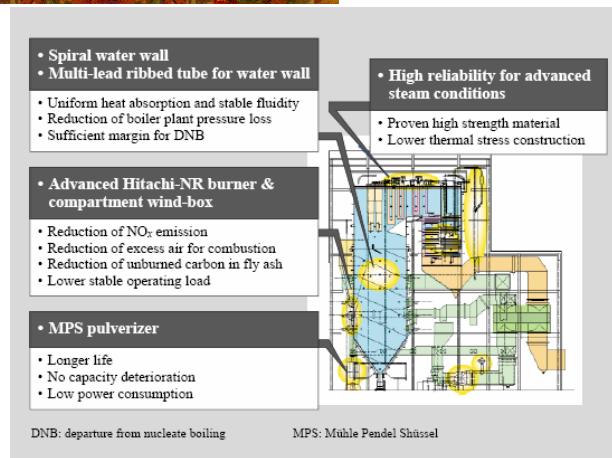 • Spiral water wall
• Multi-lead ribbed tube for water wall
• Uniform heat absorption and stable fluidity
• Reduction of boiler plant pressure loss
• Sufficient margin for DNB
• High reliability for advanced
steam conditions
• Proven high strength material
• Lower thermal stress construction
• Advanced Hitachi-NR burner &
compartment wind-box
• Reduction of NOx emission
• Reduction of excess air for combustion
• Reduction of unburned carbon in fly ash
• Lower stable operating load
• MPS pulverizer
• Longer life
• No capacity deterioration
• Low power consumption
DNB: departure from nucleate boiling
MPS: Mühle Pendel Shüssel